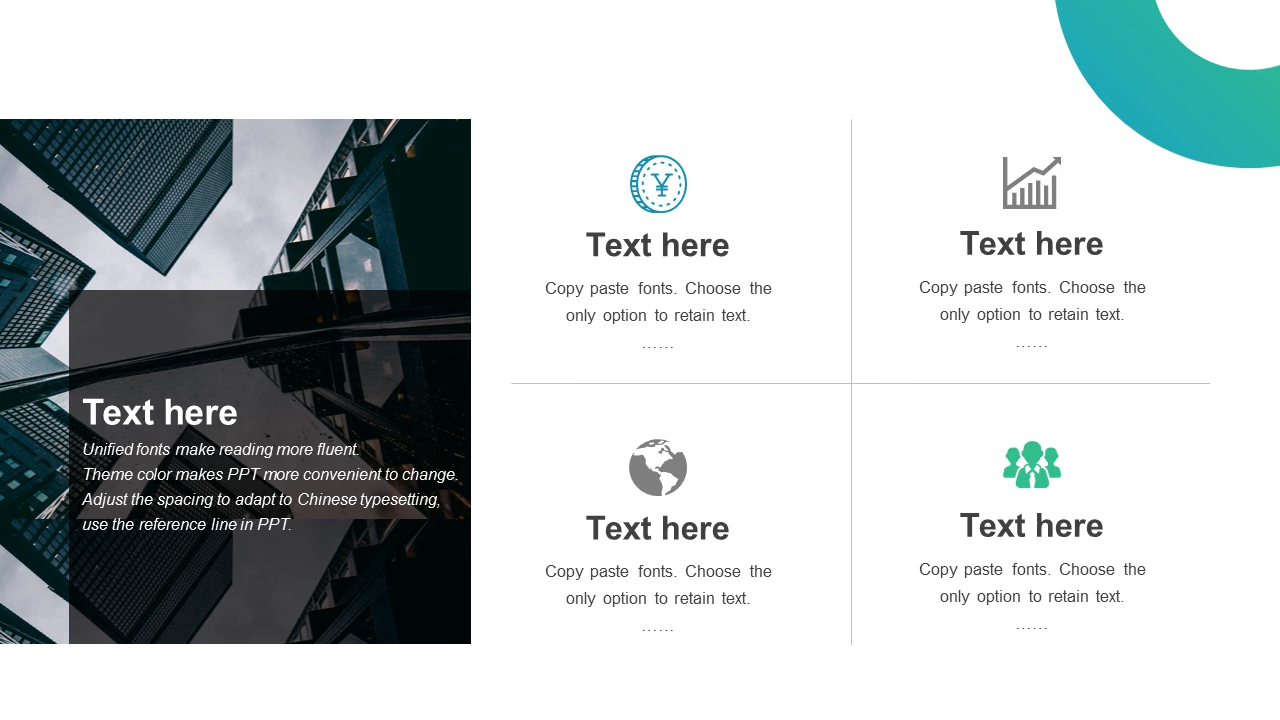 Text here
Unified fonts make reading more fluent.
Theme color makes PPT more convenient to change.
Adjust the spacing to adapt to Chinese typesetting,
use the reference line in PPT.
Text here
Copy paste fonts. Choose the
only option to retain text.
……
Text here
Copy paste fonts. Choose the
only option to retain text.
……
Text here
Copy paste fonts. Choose the
only option to retain text.
……
Text here
Copy paste fonts. Choose the
only option to retain text.
……